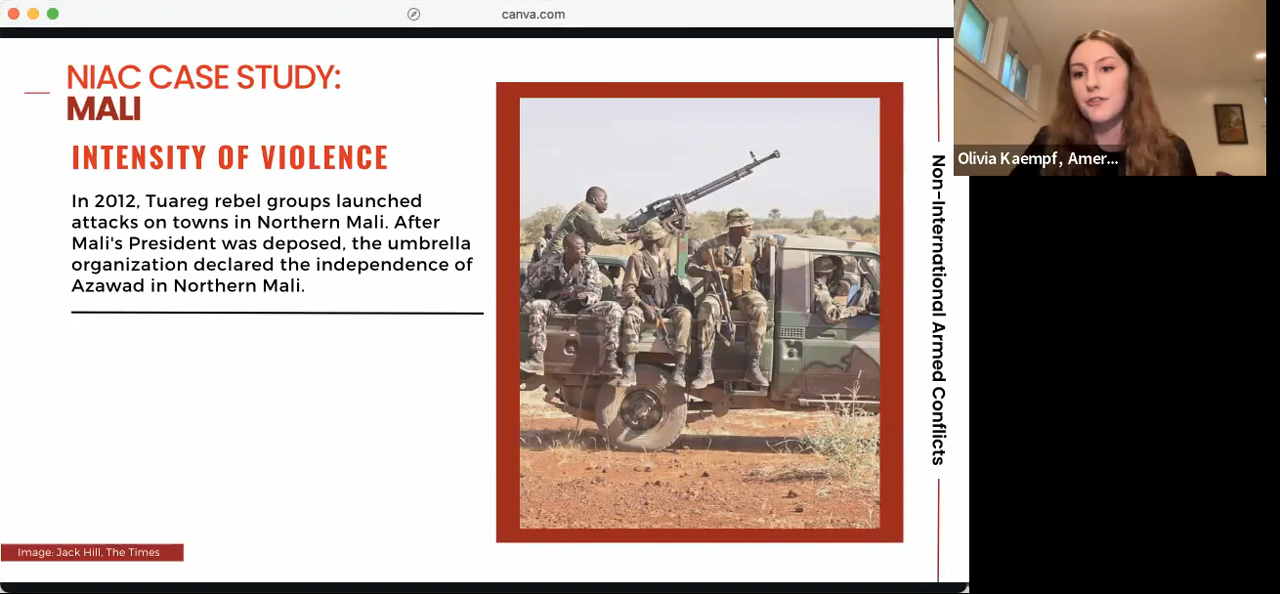 canva.com
NIAC CASE STUDY:
MALI
INTENSITY OF VIOLENCE
In 2012, Tuareg rebel groups launched
attacks on towns in Northern Mali. After
Mali's President was deposed, the umbrella
organization declared the independence of
Azawad in Northern Mali.
Image: Jack Hill, The Times
Non-International Armed Conflicts
Olivia Kaempf, Amer...